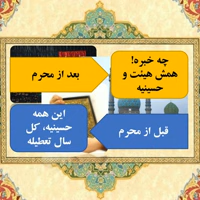 چه خبره!
همش هیئت و
حسینیه
بعد از محرم
قبل از محرم
این همه
حسینیه، کل
سال تعطیله